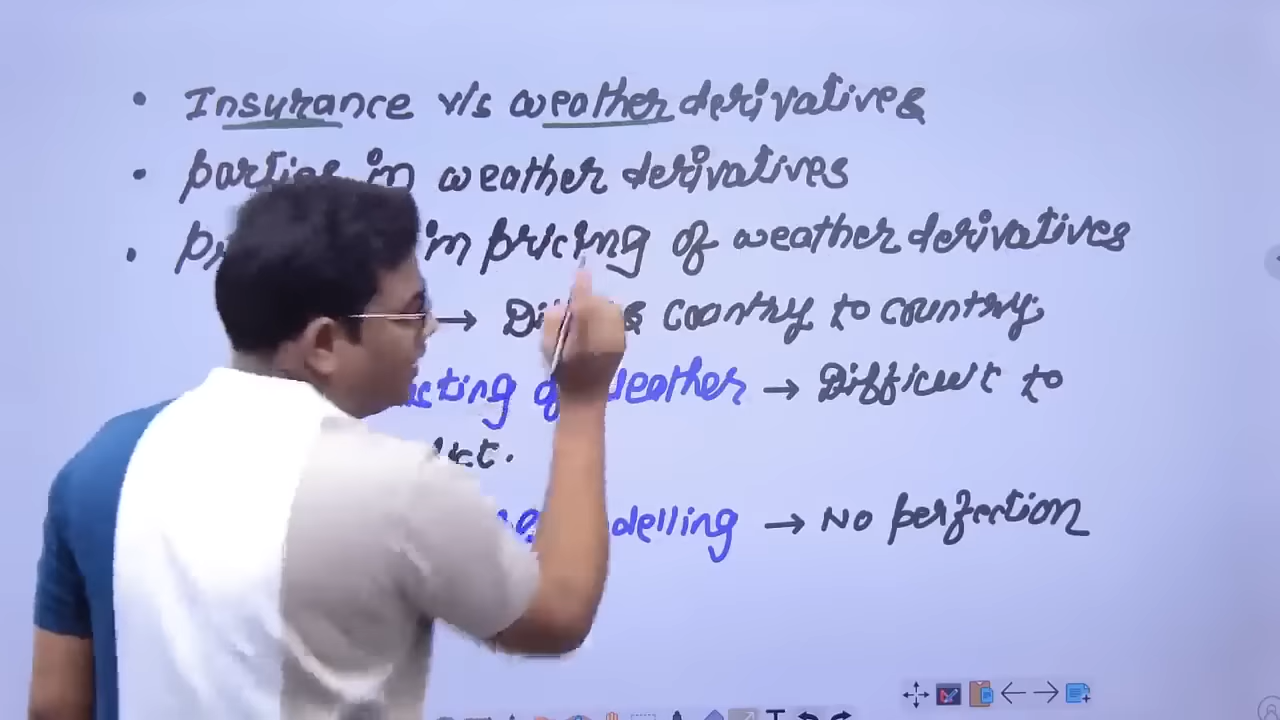 • Insurance v/s weather derivatives
• parties in weather derivatives
• in pricing of weather derivatives
→ country to country.
of weather → Difficult to
delling → No perfection